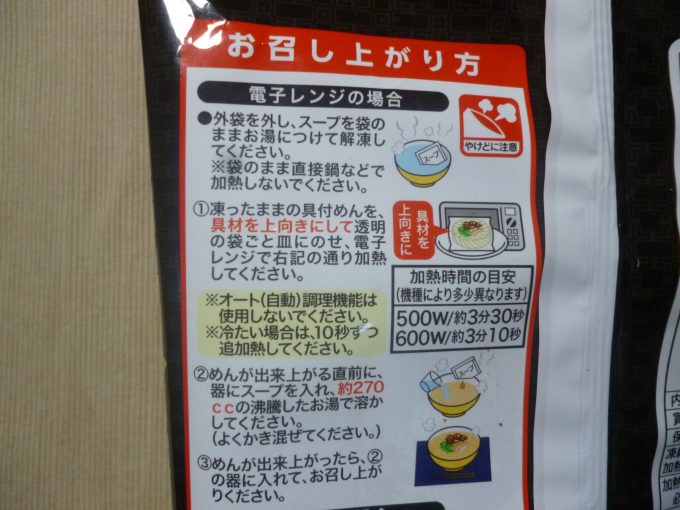 お召し上がり方
電子レンジの場合
●外袋を外し、スープを袋の
ままお湯につけて解凍し
てください。
※袋のまま直接鍋などで
加熱しないでください。
スープ
やけどに注意
①凍ったままの具付めんを、
具材を上向きにして透明
の袋ごと皿にのせ、電子
レンジで右記の通り加熱
してください。
具材を
上向きに
※オート(自動)調理機能は
使用しないでください。
※冷たい場合は、10秒ずつ
追加熱してください。
加熱時間の目安
(機種により多少異なります)
500W/約3分30秒
600W/約3分10秒
②めんが出来上がる直前に、
器にスープを入れ、約270
ccの沸騰したお湯で溶か
してください。
(よくかき混ぜてください。)
スープ
③めんが出来上がったら、②
の器に入れて、お召し上が
りください。
内
賞
保
凍結
加熱
加熱
必